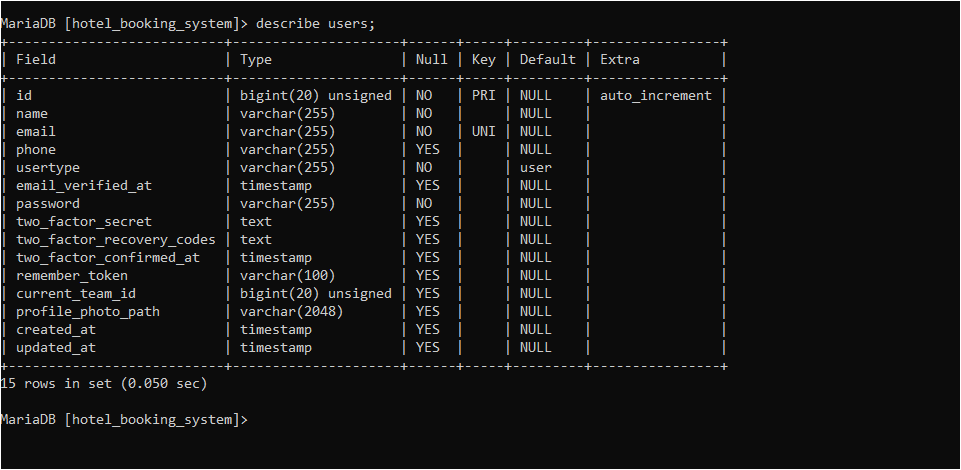 MariaDB [hotel_booking_system]> describe users;
+---------------------------+---------------------+------+-----+---------+----------------+
| Field                     | Type                | Null | Key | Default | Extra          |
+---------------------------+---------------------+------+-----+---------+----------------+
| id                        | bigint(20) unsigned | NO   | PRI | NULL    | auto_increment |
| name                      | varchar(255)        | NO   |     | NULL    |                |
| email                     | varchar(255)        | NO   | UNI | NULL    |                |
| phone                     | varchar(255)        | YES  |     | NULL    |                |
| usertype                  | varchar(255)        | NO   |     | user    |                |
| email_verified_at         | timestamp           | YES  |     | NULL    |                |
| password                  | varchar(255)        | NO   |     | NULL    |                |
| two_factor_secret         | text                | YES  |     | NULL    |                |
| two_factor_recovery_codes | text                | YES  |     | NULL    |                |
| two_factor_confirmed_at   | timestamp           | YES  |     | NULL    |                |
| remember_token            | varchar(100)        | YES  |     | NULL    |                |
| current_team_id           | bigint(20) unsigned | YES  |     | NULL    |                |
| profile_photo_path        | varchar(2048)       | YES  |     | NULL    |                |
| created_at                | timestamp           | YES  |     | NULL    |                |
| updated_at                | timestamp           | YES  |     | NULL    |                |
+---------------------------+---------------------+------+-----+---------+----------------+
15 rows in set (0.050 sec)
MariaDB [hotel_booking_system]>